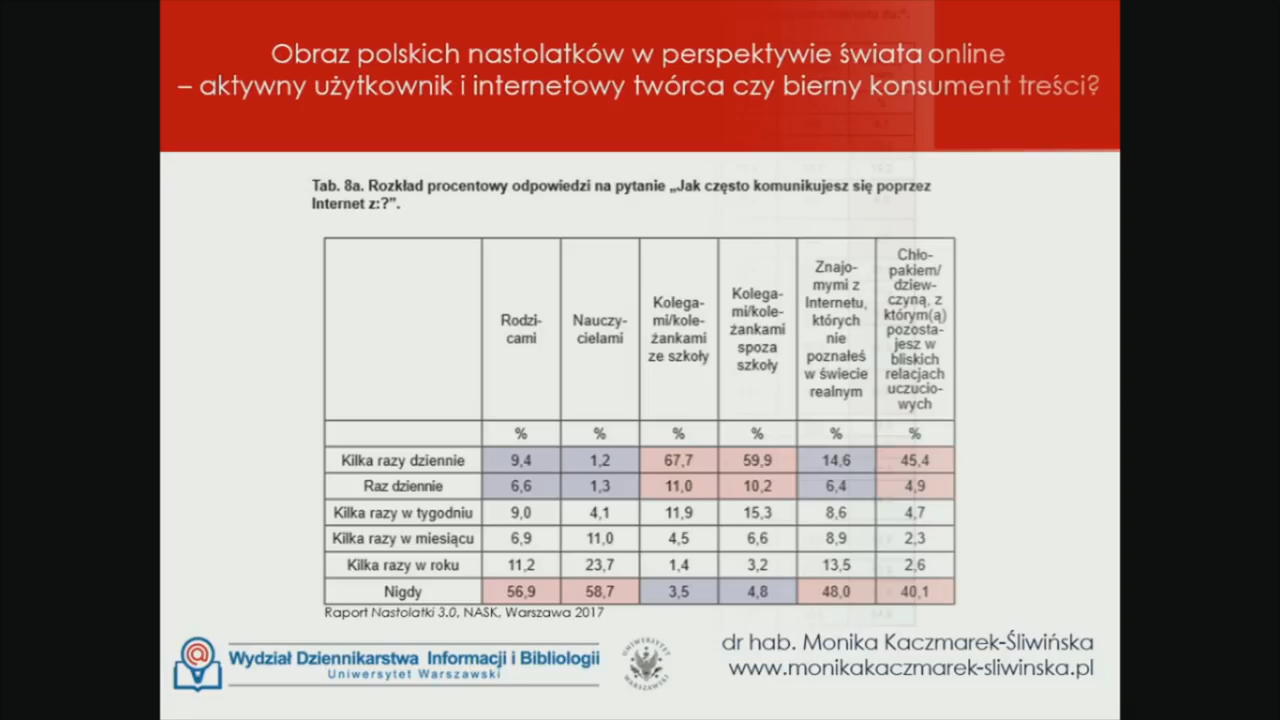 Obraz polskich nastolatków w perspektywie świata online
– aktywny użytkownik i internetowy twórca czy bierny konsument treści?
Tab. 8a. Rozkład procentowy odpowiedzi na pytanie „Jak często komunikujesz się poprzez
Internet z:?”.
Rodzi-
cami
Nauczy-
cielami
Kolega-
mi/kole-
żankami
ze szkoły
Kolega-
mi/kole-
żankami
spoza
szkoły
Znajo-
mymi z
Internetu,
których
nie
poznałeś
w świecie
realnym
Chło-
pakiem/
dziew-
czyną, z
którym(ą)
pozosta-
jesz w
bliskich
relacjach
uczucio-
wych
% % % % % %
Kilka razy dziennie 9,4 1,2 67,7 59,9 14,6 45,4
Raz dziennie 6,6 1,3 11,0 10,2 6,4 4,9
Kilka razy w tygodniu 9,0 4,1 11,9 15,3 8,6 4,7
Kilka razy w miesiącu 6,9 11,0 4,5 6,6 8,9 2,3
Kilka razy w roku 11,2 23,7 1,4 3,2 13,5 2,6
Nigdy 56,9 58,7 3,5 4,8 48,0 40,1
Raport Nastolatki 3.0, NASK, Warszawa 2017
Wydział Dziennikarstwa Informacji i Bibliologii
Uniwersytet Warszawski
UNIWERSYTET
WARSZAWSKI
dr hab. Monika Kaczmarek-Śliwińska
www.monikakaczmarek-sliwinska.pl